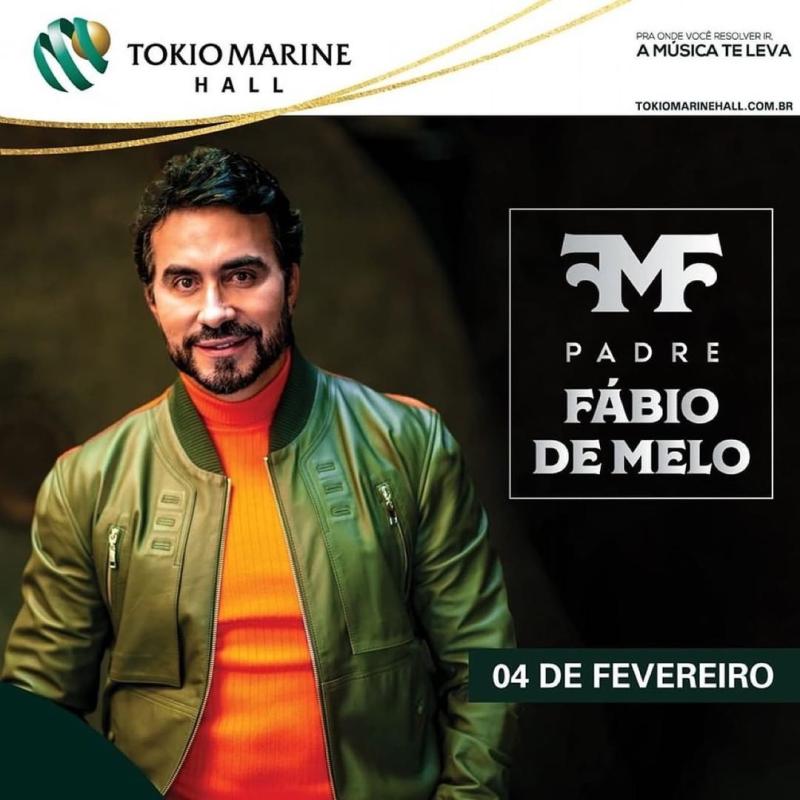 TOKIO MARINE
HALL
PRA ONDE VOCÊ RESOLVER IR,
A MÚSICA TE LEVA
TOKIOMARINEHALL.COM.BR
FMF
PADRE
FÁBIO
DE MELO
04 DE FEVEREIRO